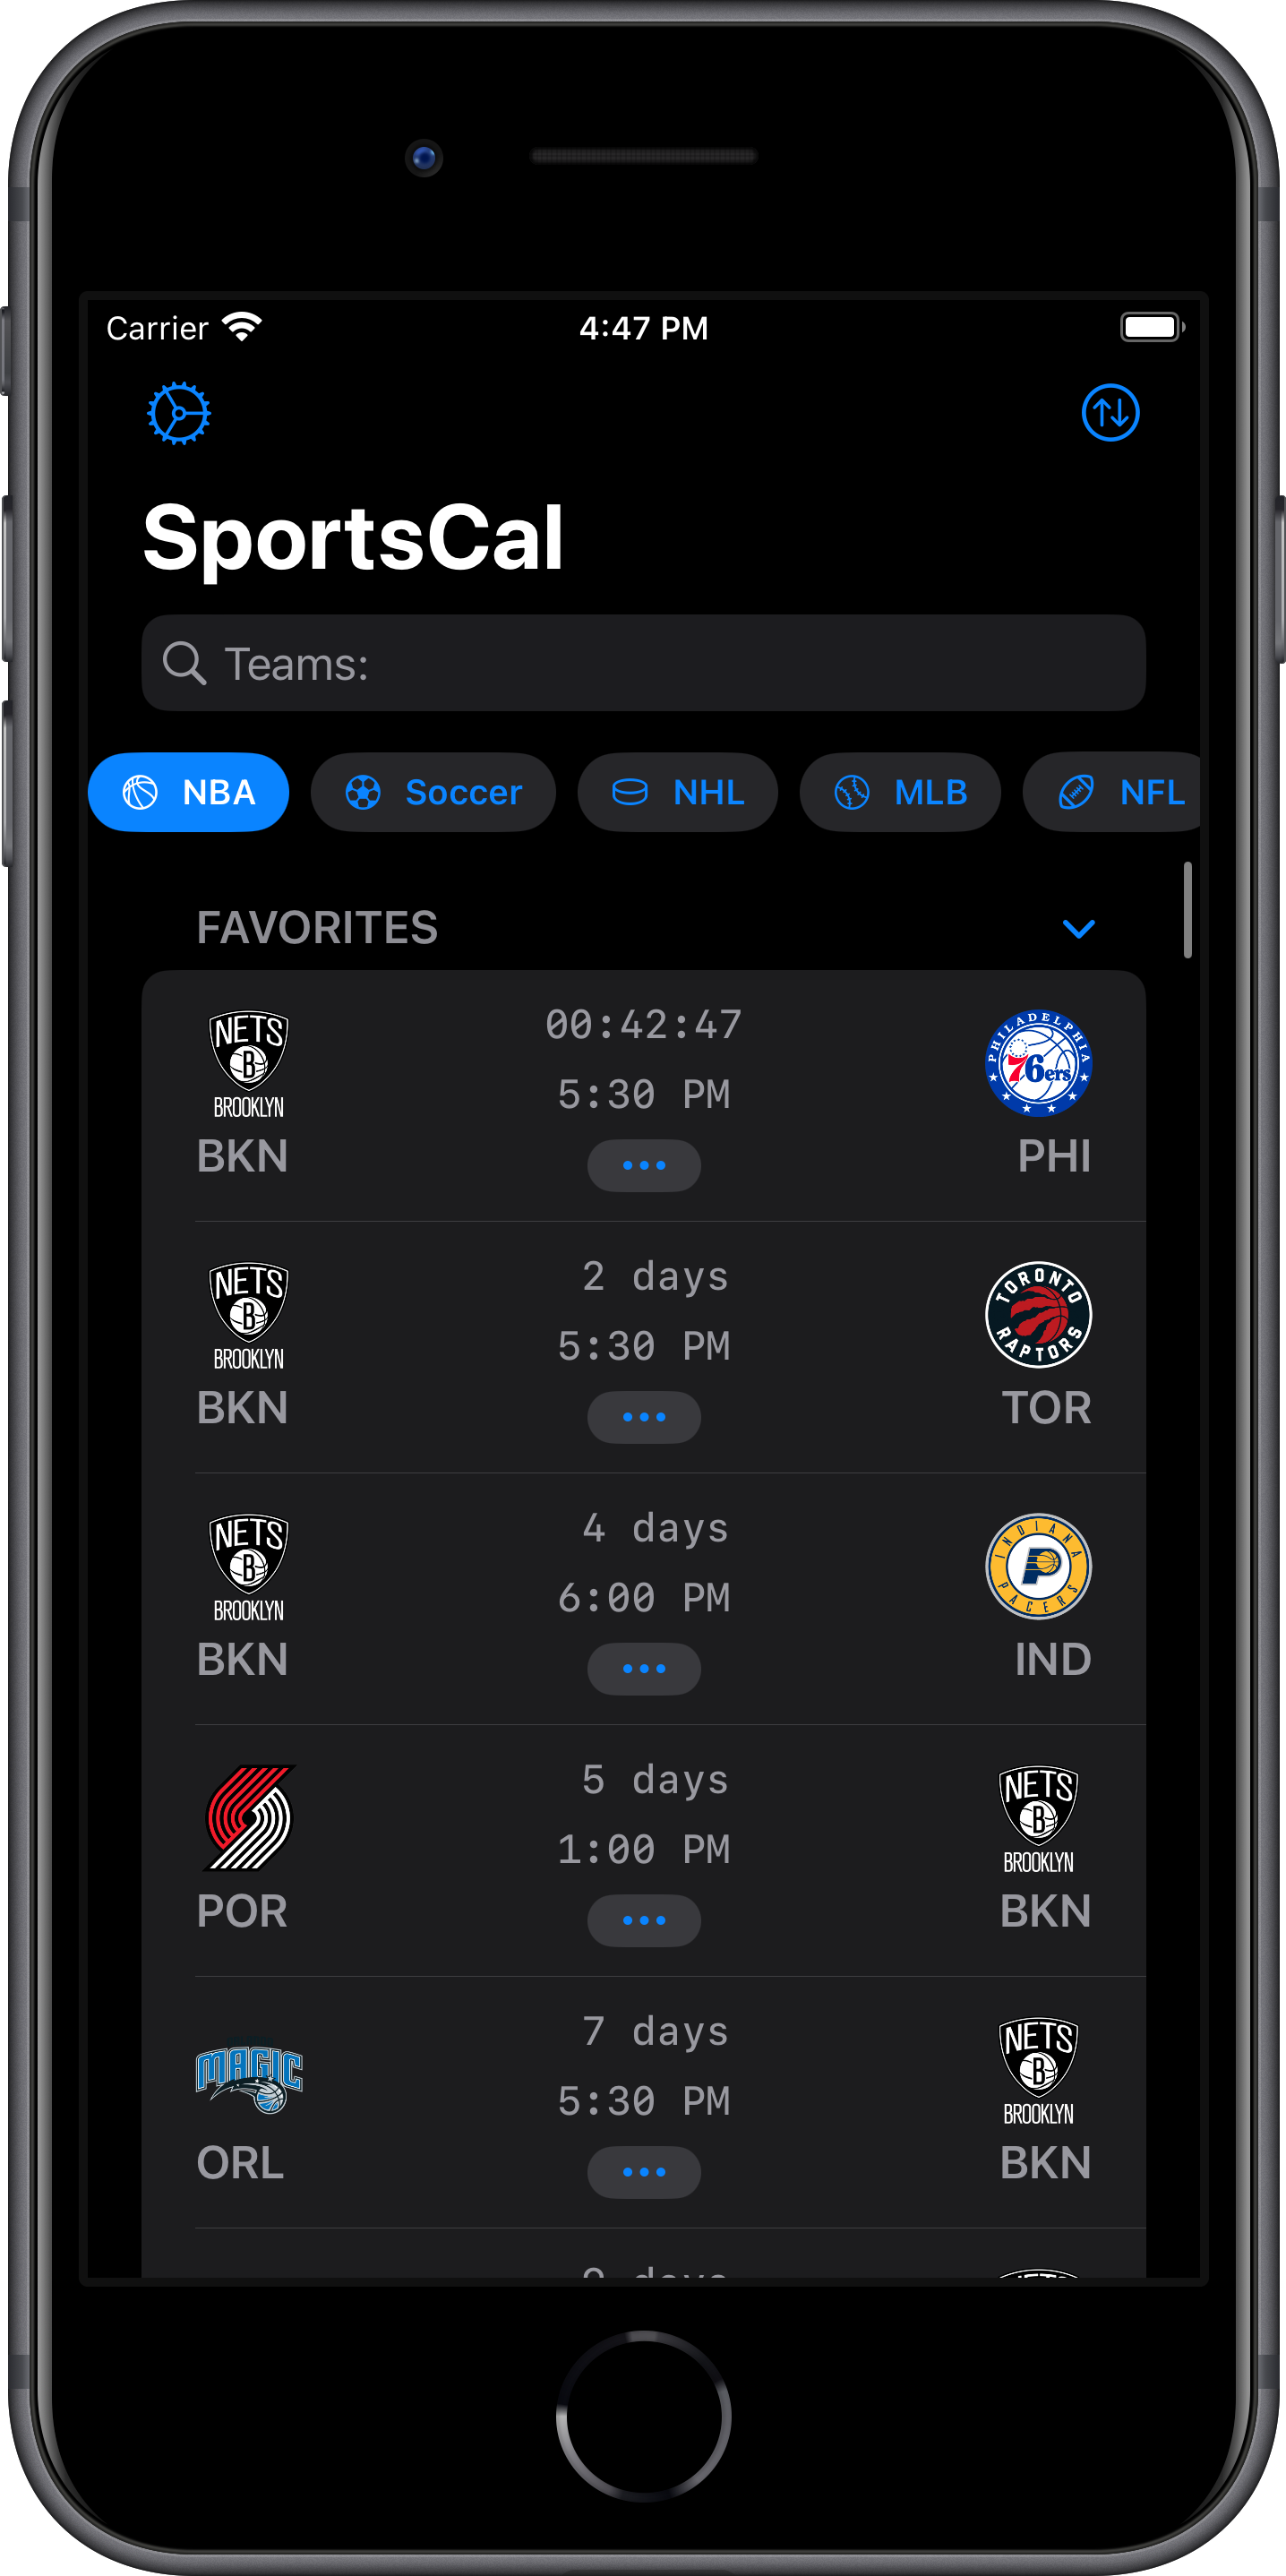 Carrier 4:47 PM
SportsCal
Teams:
NBA Soccer NHL MLB NFL
FAVORITES
00:42:47
NETS B BROOKLYN 5:30 PM PHILADELPHIA 76ers
BKN ••• PHI
2 days
NETS B BROOKLYN 5:30 PM TORONTO RAPTORS
BKN ••• TOR
4 days
NETS B BROOKLYN 6:00 PM INDIANA P PACERS
BKN ••• IND
5 days
1:00 PM NETS B BROOKLYN
POR ••• BKN
7 days
MAGIC 5:30 PM NETS B BROOKLYN
ORL ••• BKN